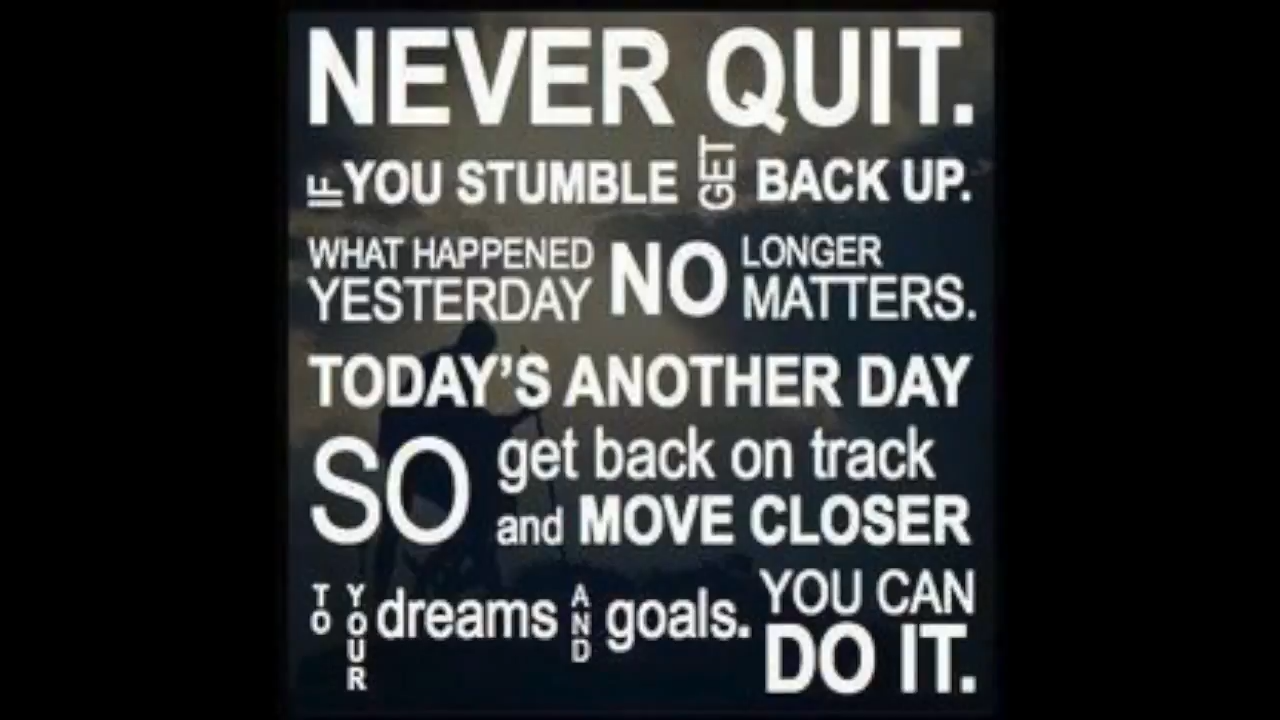 NEVER QUIT.
IF YOU STUMBLE GET BACK UP.
WHAT HAPPENED YESTERDAY NO LONGER MATTERS.
TODAY'S ANOTHER DAY
SO get back on track
and MOVE CLOSER
TO YOUR dreams AND goals. YOU CAN
DO IT.